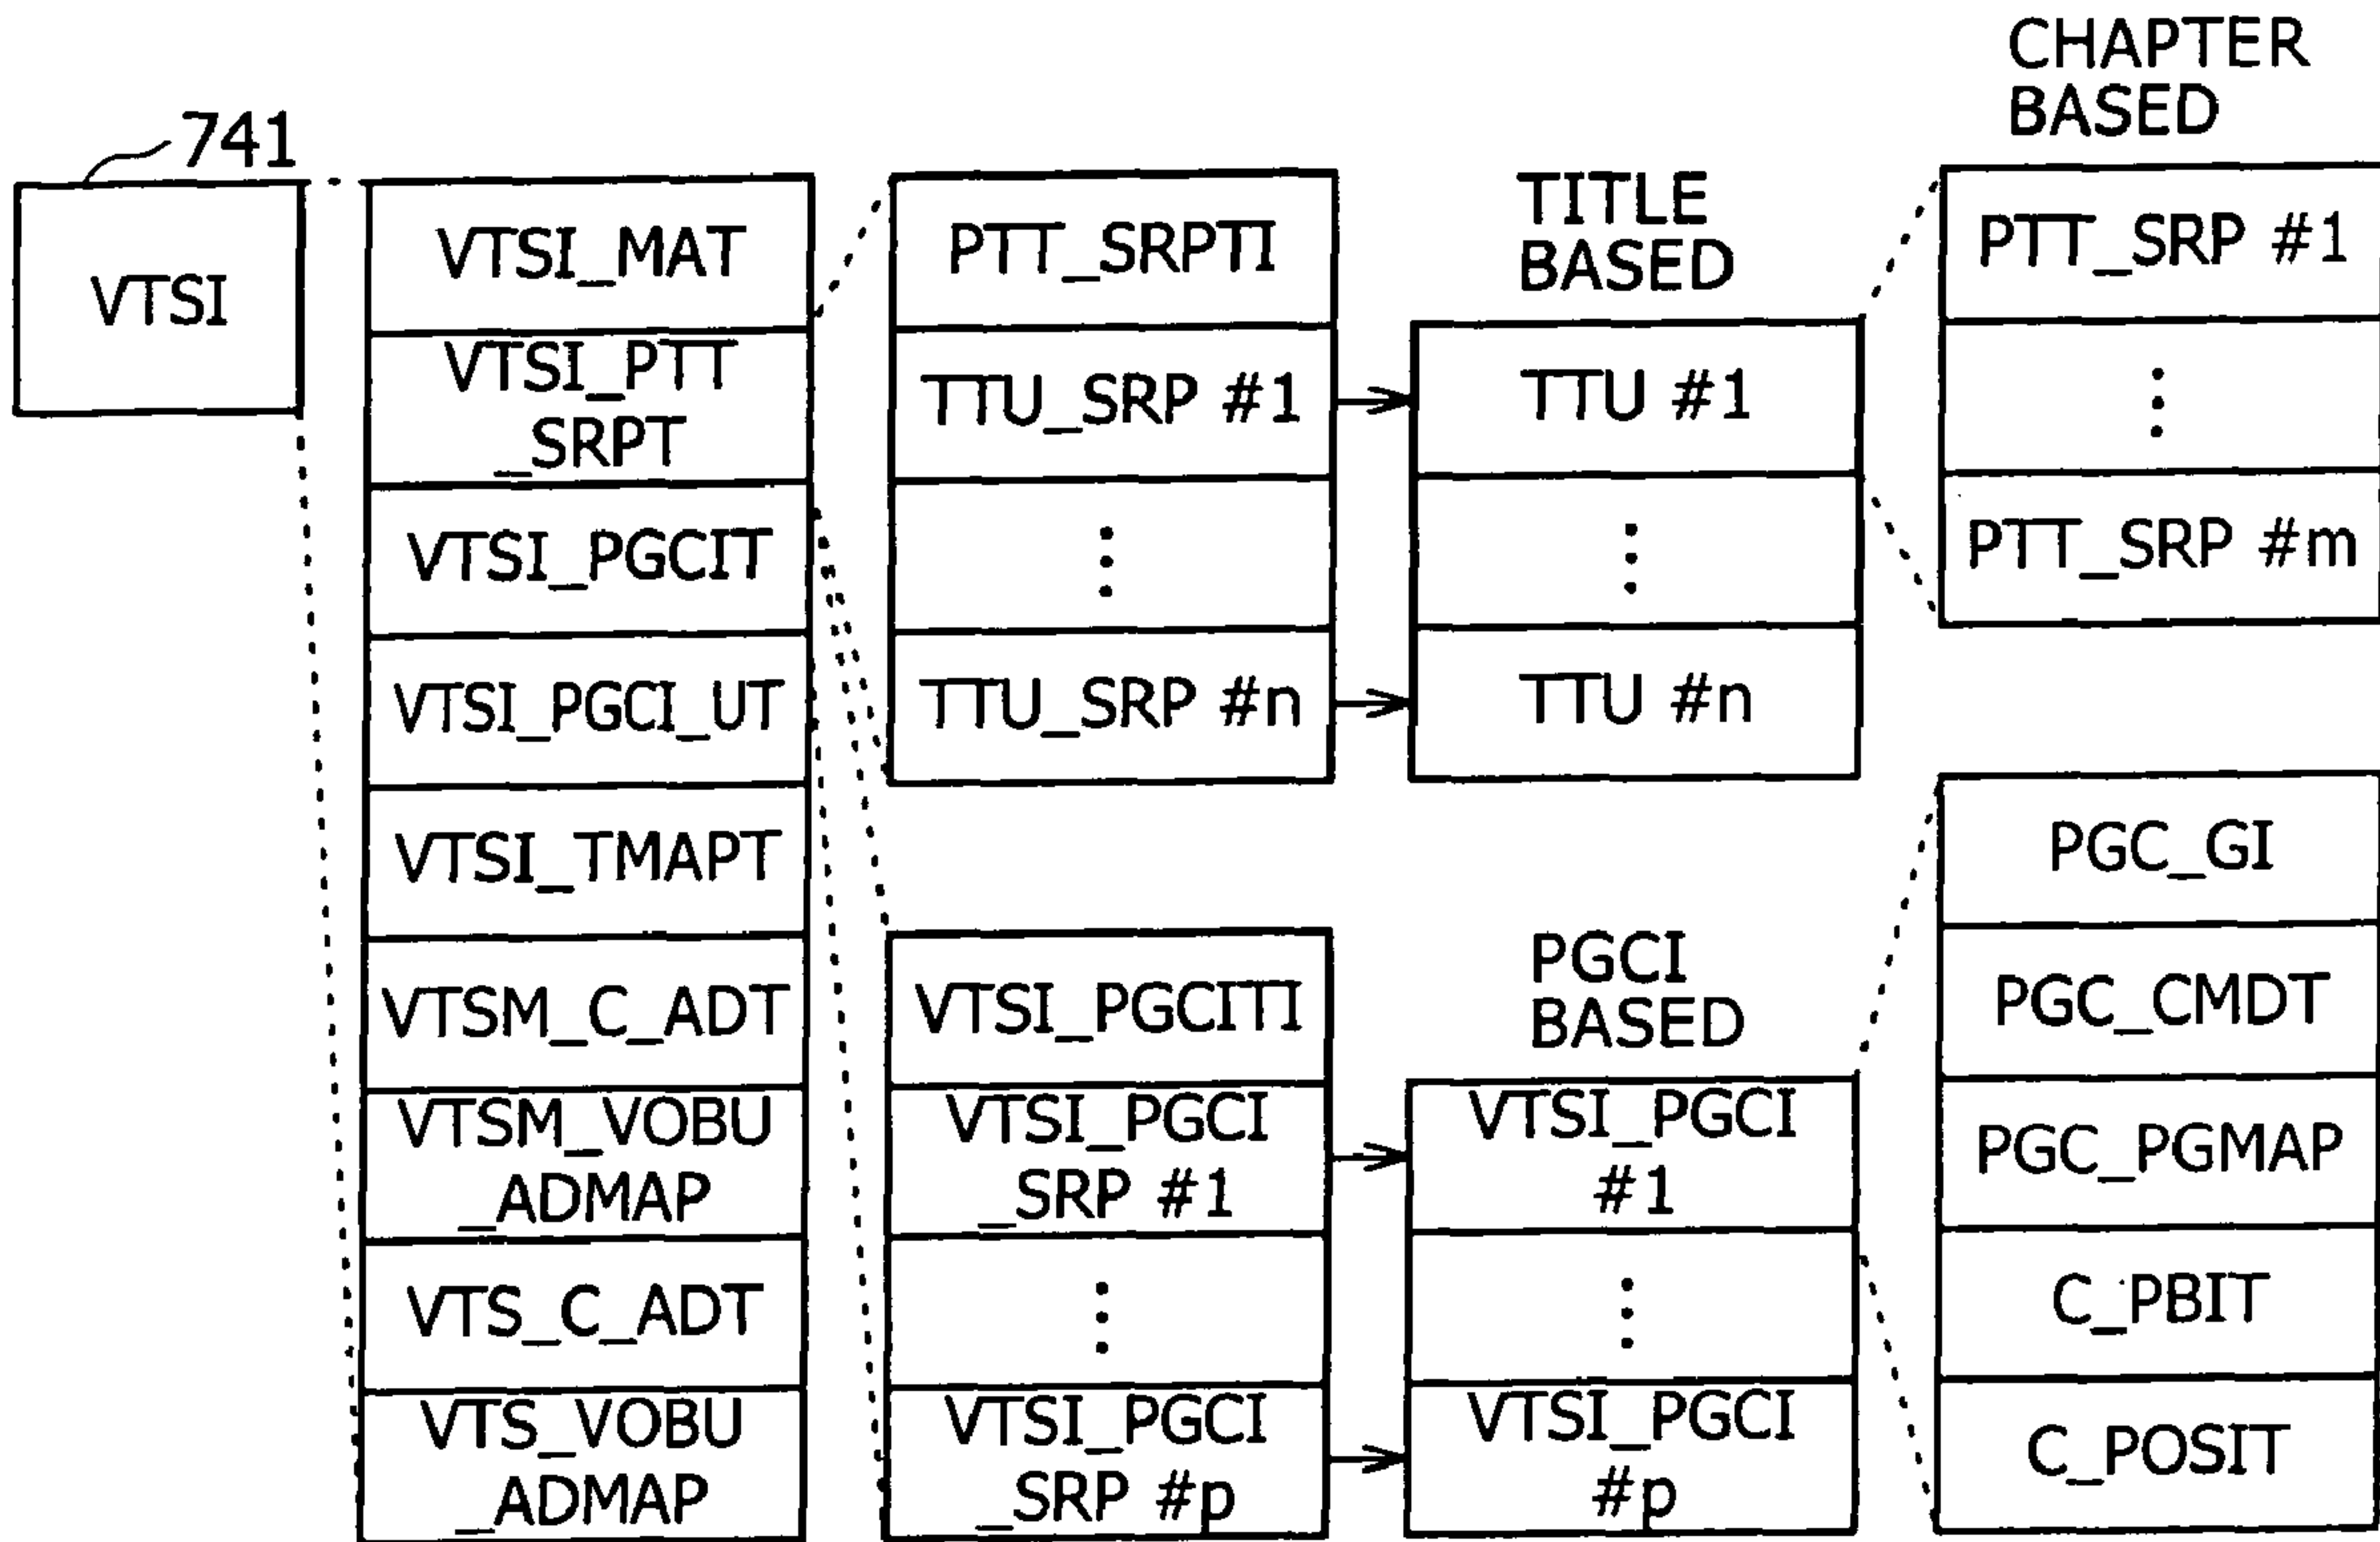 741
VTSI
VTSI_MAT
VTSI_PTT
_SRPT
VTSI_PGCIT
VTSI_PGCI_UT
VTSI_TMAPT
VTSM_C_ADT
VTSM_VOBU
_ADMAP
VTS_C_ADT
VTS_VOBU
_ADMAP
PTT_SRPTI
TTU_SRP #1
TTU_SRP #n
TITLE
BASED
TTU #1
TTU #n
CHAPTER
BASED
PTT_SRP #1
PTT_SRP #m
VTSI_PGCITI
VTSI_PGCI
_SRP #1
VTSI_PGCI
_SRP #p
PGCI
BASED
VTSI_PGCI
#1
VTSI_PGCI
#p
PGC_GI
PGC_CMDT
PGC_PGMAP
C_PBIT
C_POSIT